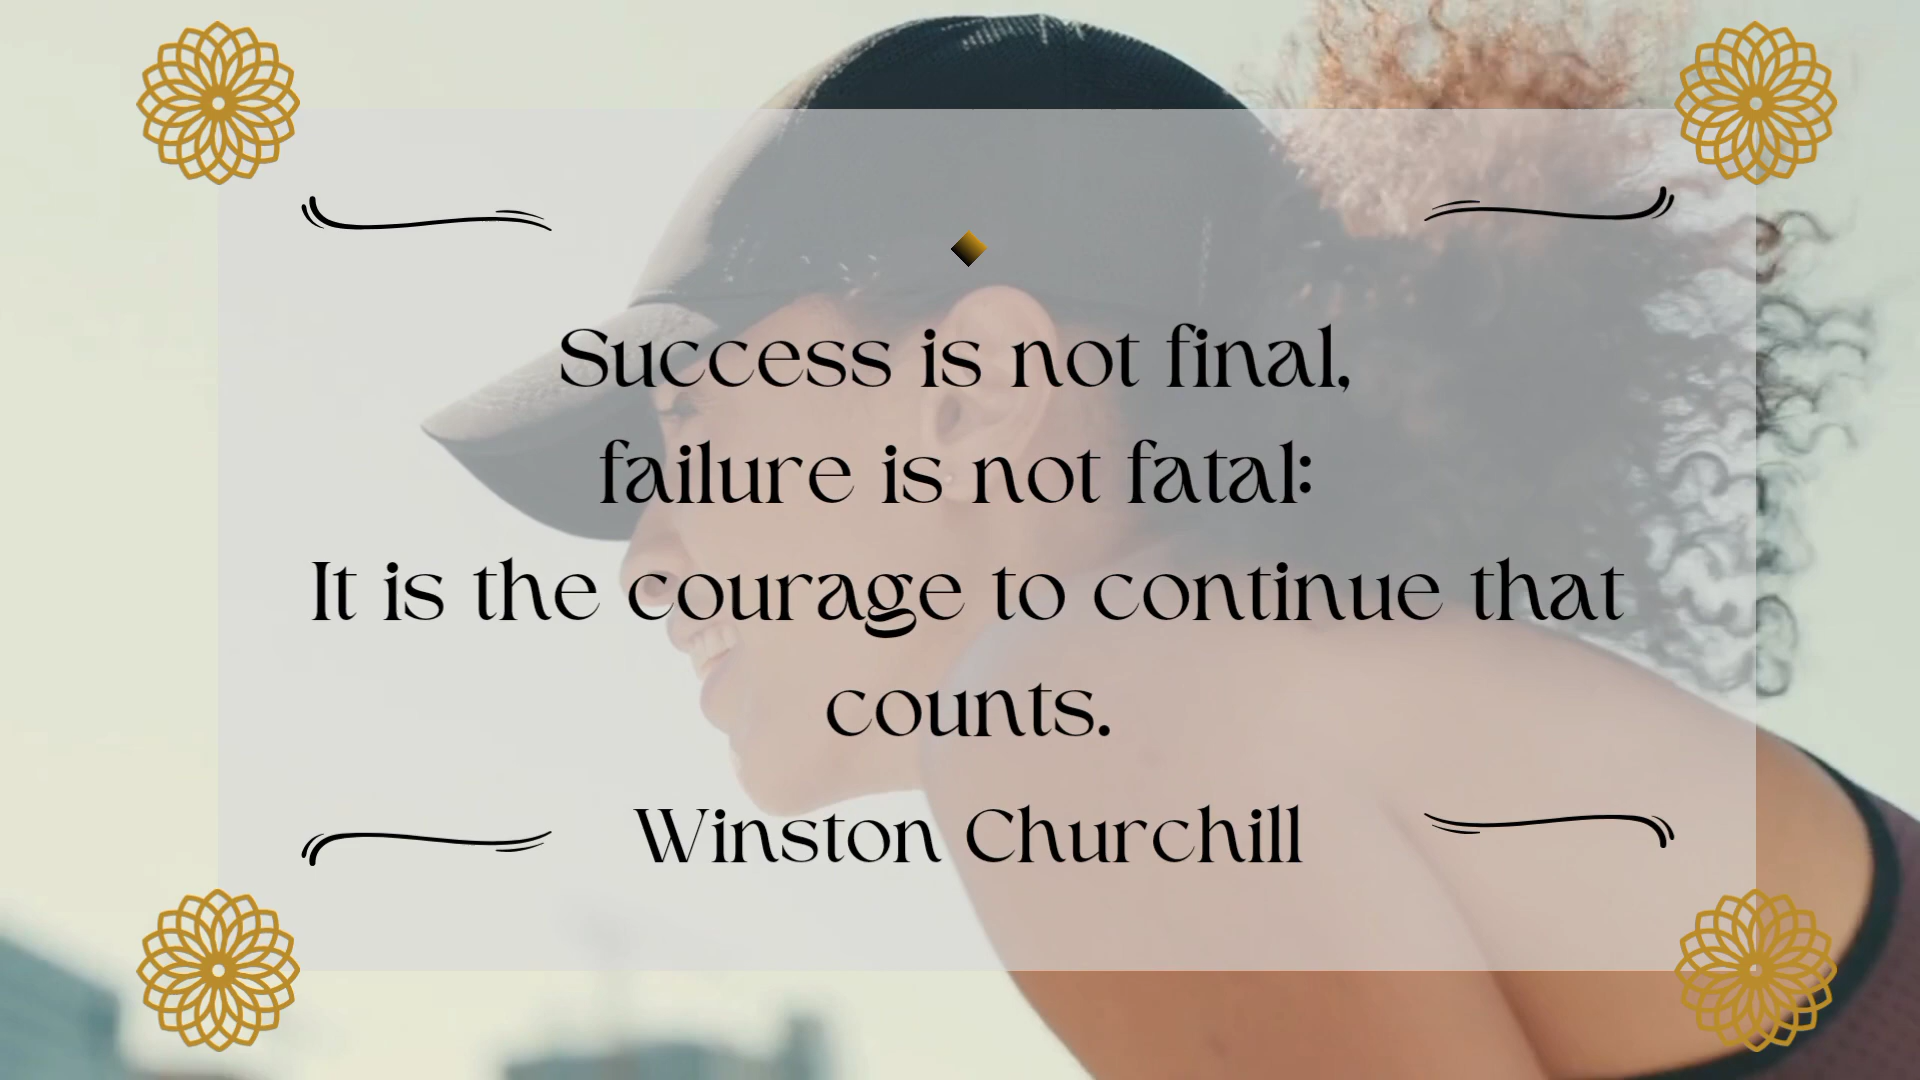 Success is not final,
failure is not fatal:
It is the courage to continue that
counts.
Winston Churchill